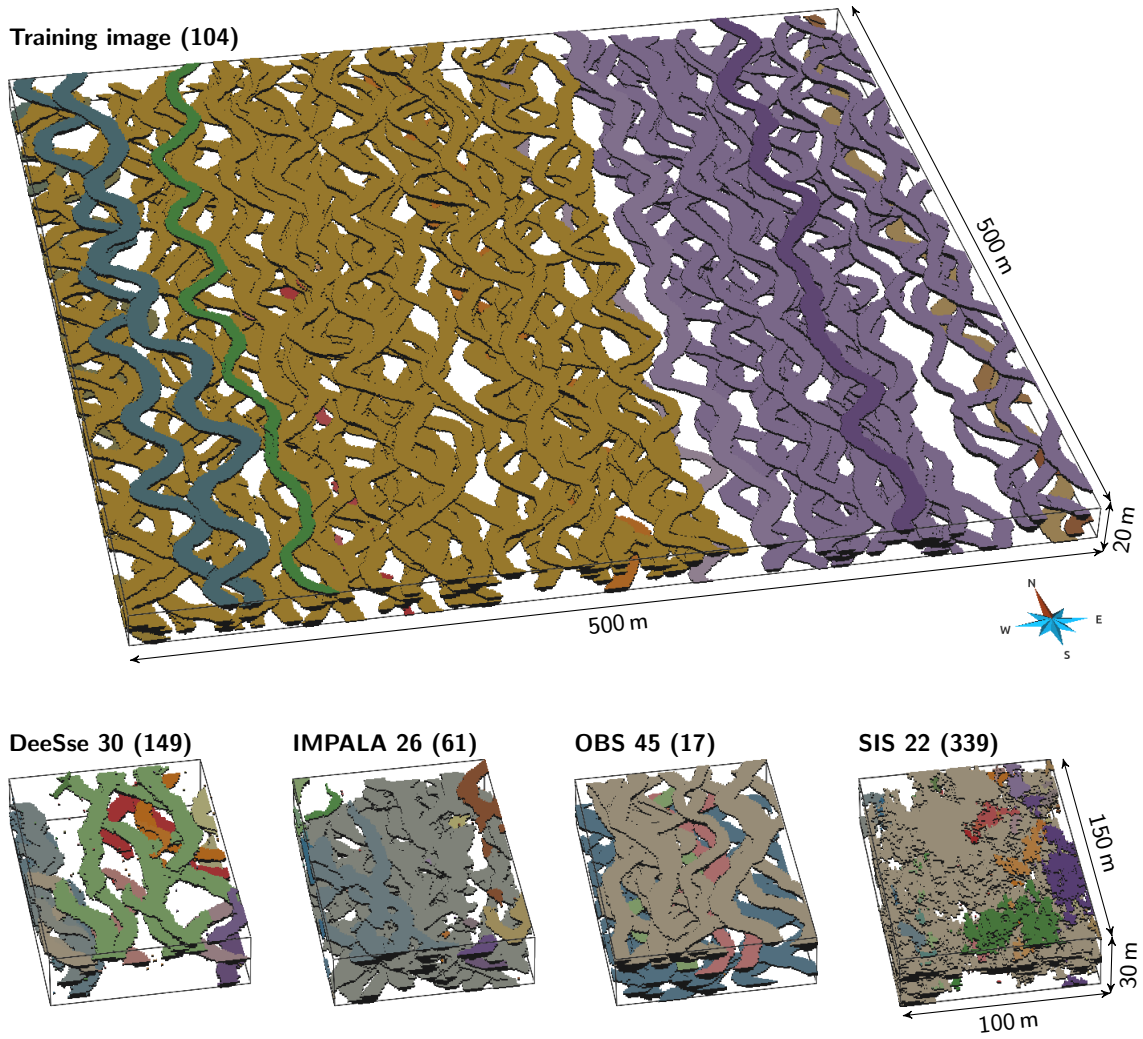 Training image (104)
500 m
20 m
500 m
N
W
E
S
DeeSse 30 (149)
IMPALA 26 (61)
OBS 45 (17)
SIS 22 (339)
150 m
30 m
100 m